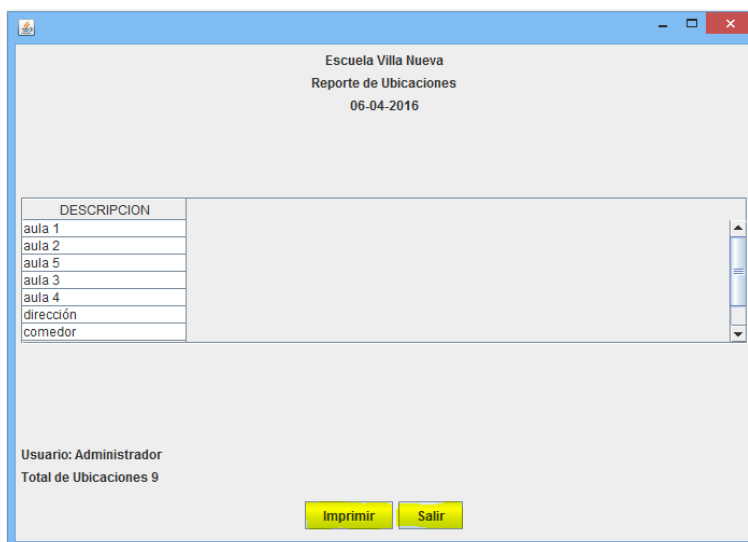 Escuela Villa Nueva
Reporte de Ubicaciones
06-04-2016
DESCRIPCION
aula 1
aula 2
aula 5
aula 3
aula 4
dirección
comedor
Usuario: Administrador
Total de Ubicaciones 9
Imprimir Salir